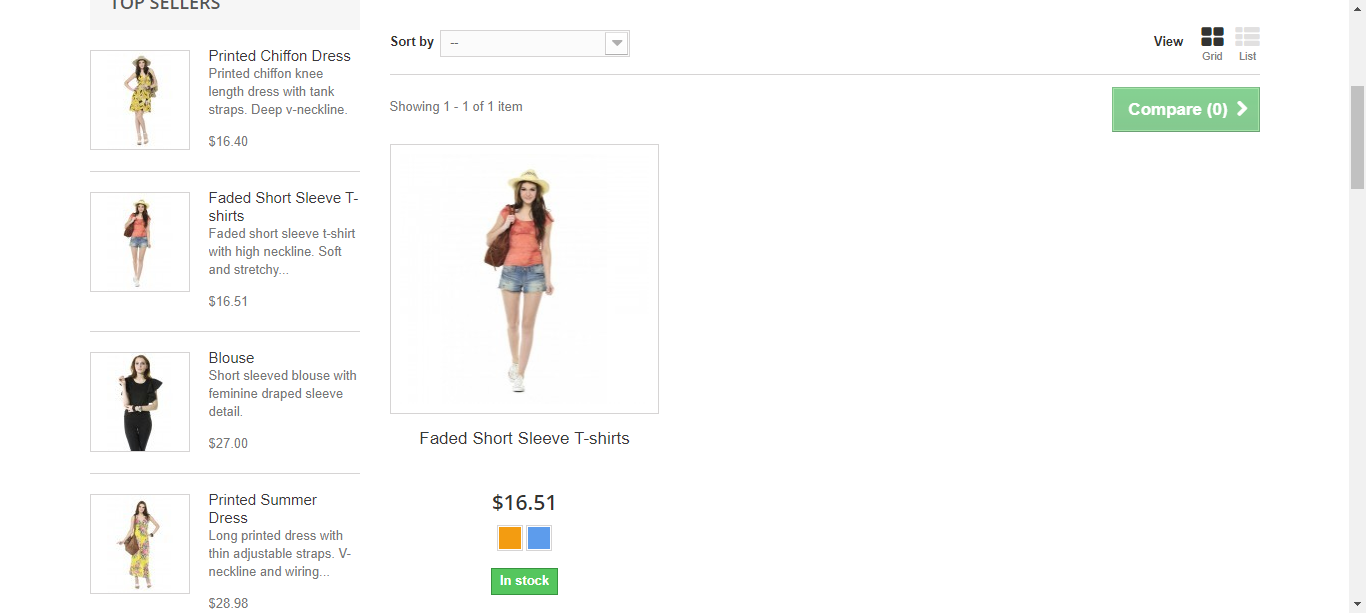 TOP SELLERS
Printed Chiffon Dress
Printed chiffon knee
length dress with tank
straps. Deep v-neckline.
$16.40
Faded Short Sleeve T-
shirts
Faded short sleeve t-shirt
with high neckline. Soft
and stretchy...
$16.51
Blouse
Short sleeved blouse with
feminine draped sleeve
detail.
$27.00
Printed Summer
Dress
Long printed dress with
thin adjustable straps. V-
neckline and wiring...
$28.98
Sort by
--
View
Grid
List
Showing 1 - 1 of 1 item
Compare (0)
Faded Short Sleeve T-shirts
$16.51
In stock